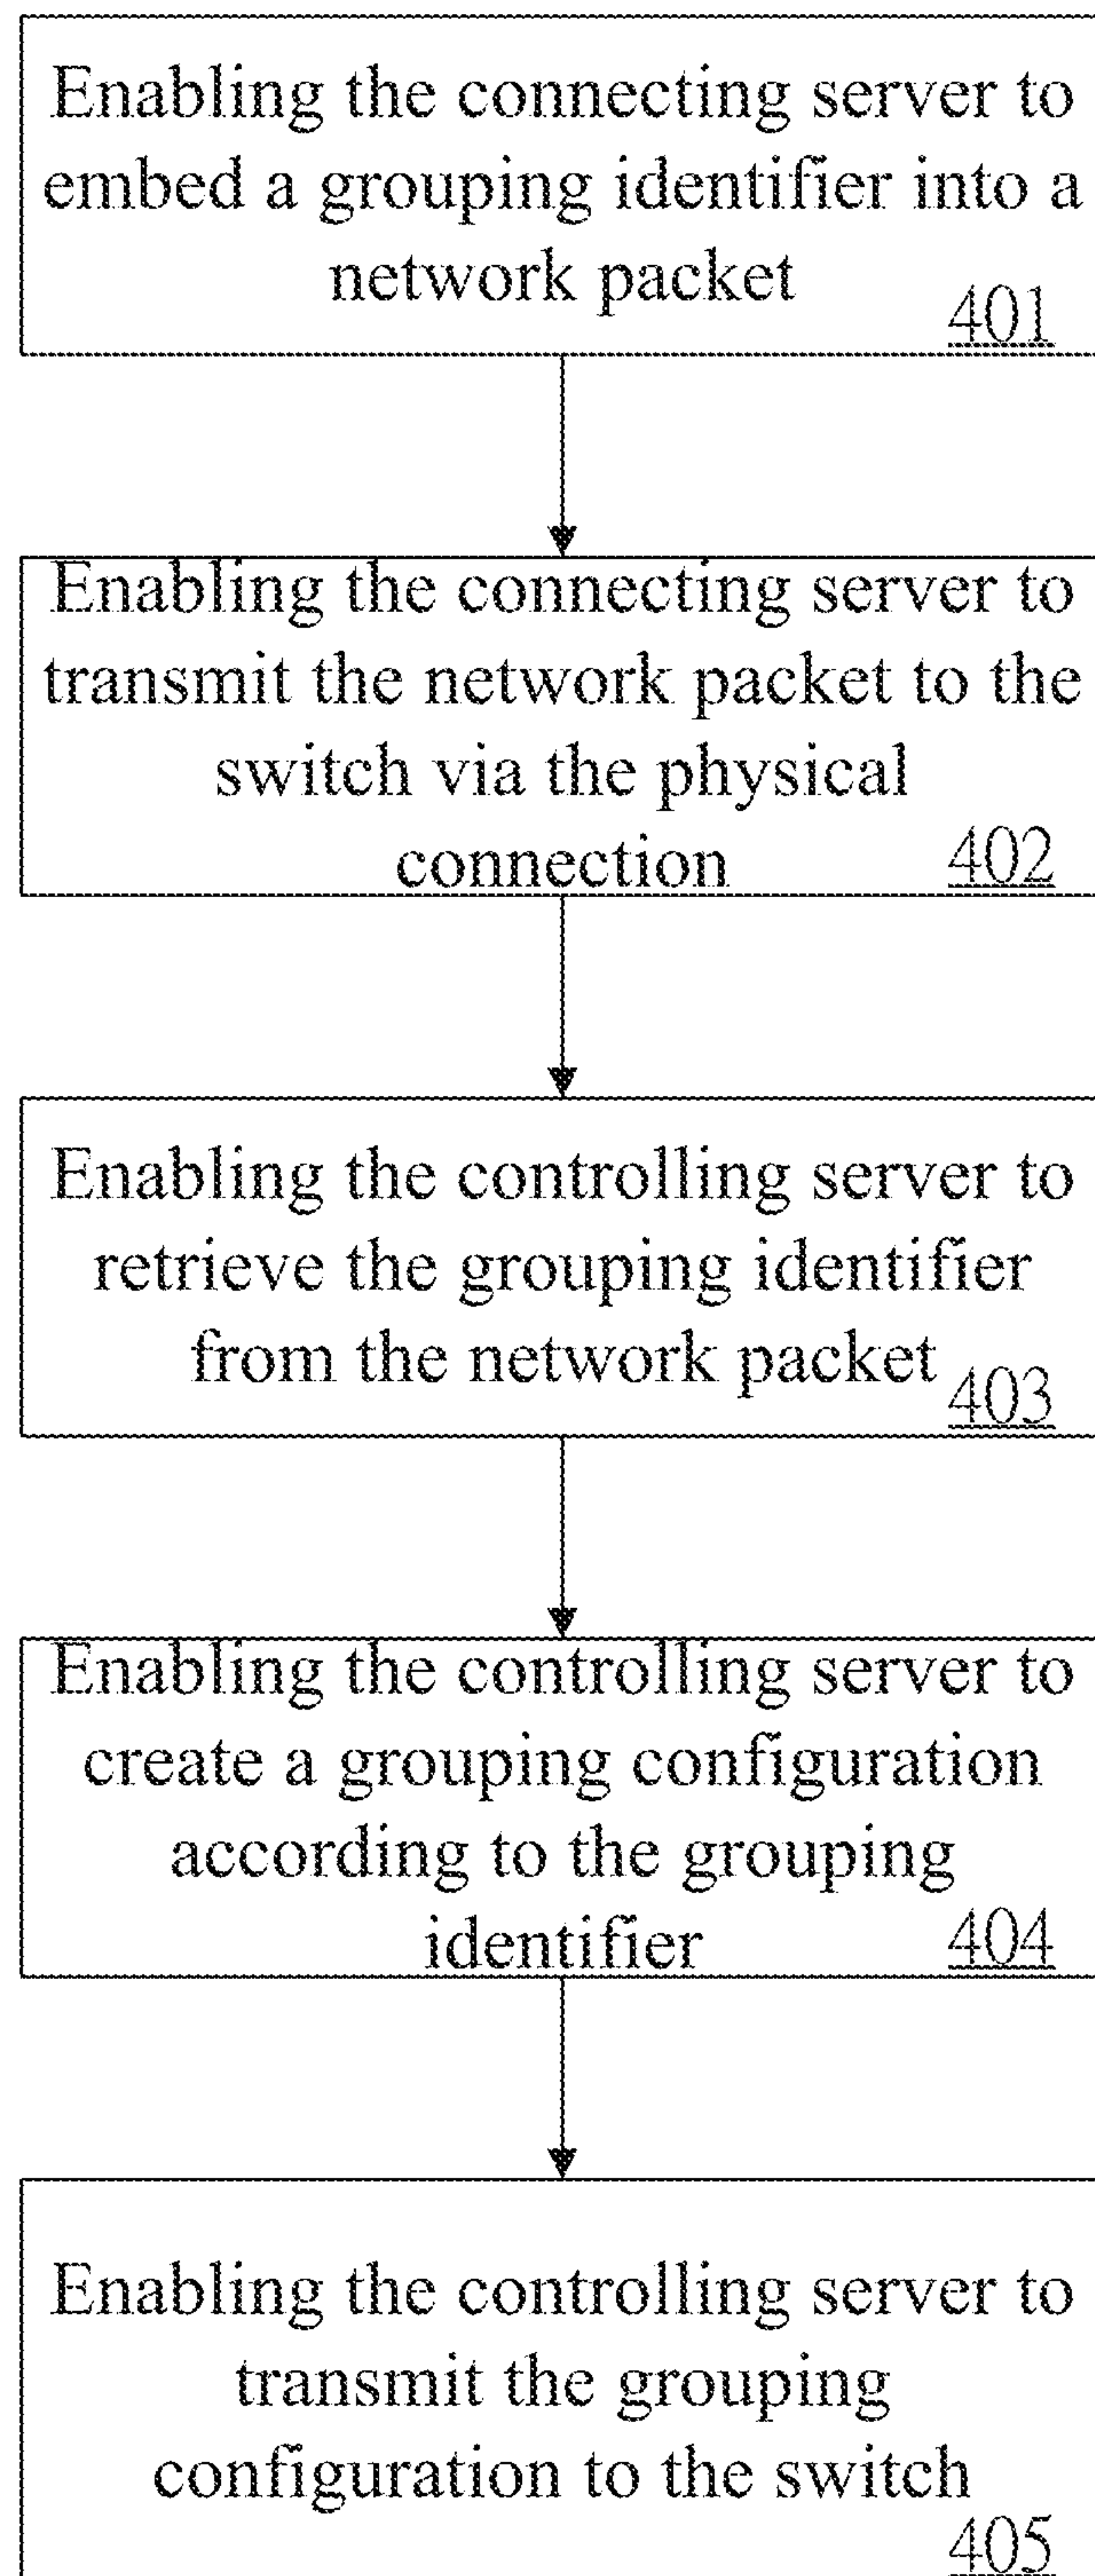 Enabling the connecting server to
embed a grouping identifier into a
network packet
401
Enabling the connecting server to
transmit the network packet to the
switch via the physical
connection
402
Enabling the controlling server to
retrieve the grouping identifier
from the network packet
403
Enabling the controlling server to
create a grouping configuration
according to the grouping
identifier
404
Enabling the controlling server to
transmit the grouping
configuration to the switch
405